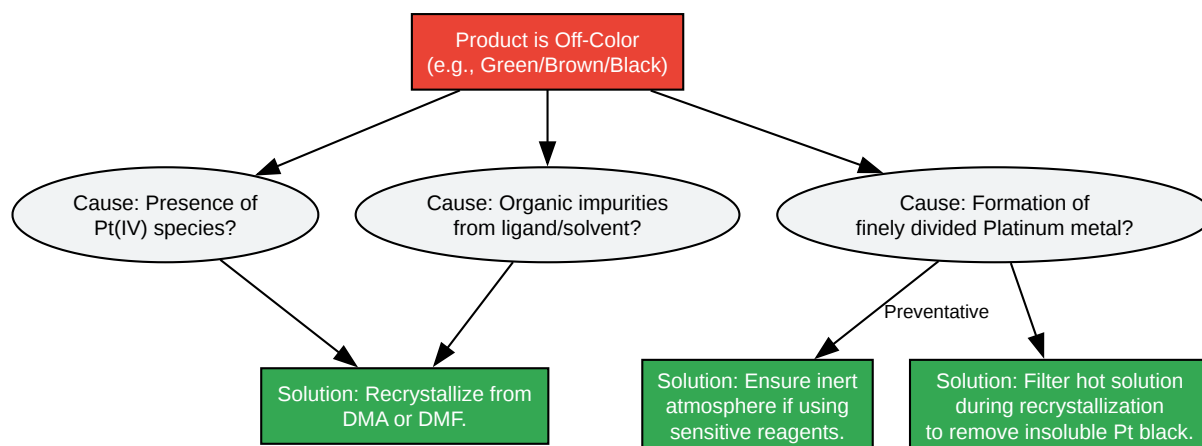 Product is Off-Color
(e.g., Green/Brown/Black)
Cause: Presence of
Pt(IV) species?
Cause: Organic impurities
from ligand/solvent?
Cause: Formation of
finely divided Platinum metal?
Preventative
Solution: Recrystallize from
DMA or DMF.
Solution: Ensure inert
atmosphere if using
sensitive reagents.
Solution: Filter hot solution
during recrystallization
to remove insoluble Pt black.